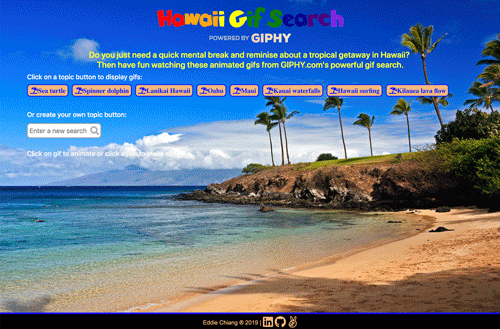 Hawaii Gif Search
POWERED BY GIPHY
Do you just need a quick mental break and reminise about a tropical getaway in Hawaii?
Then have fun watching these animated gifs from GIPHY.com's powerful gif search.
Click on a topic button to display gifs:
Sea turtle Spinner dolphin Lanikai Hawaii Oahu Maui Kauai waterfalls Hawaii surfing Kilauea lava flow
Or create your own topic button:
Enter a new search
Click on gif to animate or click
Eddie Chiang ® 2019 |